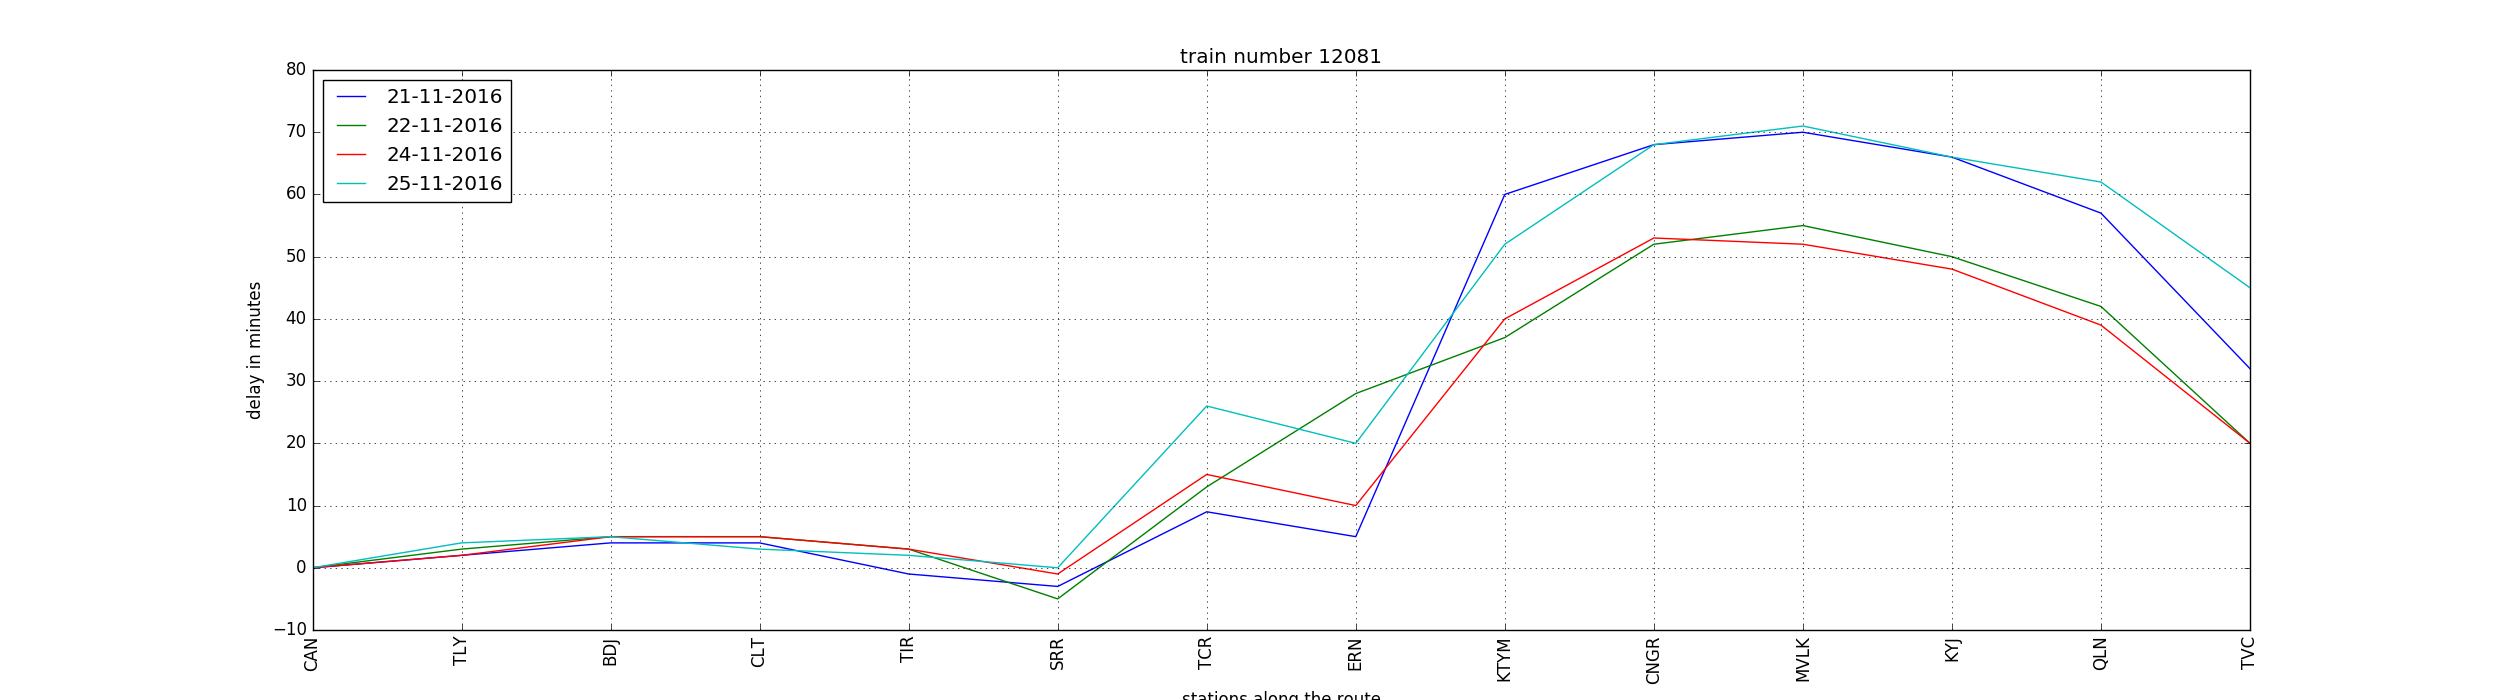 train number 12081
80
70
60
50
40
30
20
10
0
−10
21-11-2016
22-11-2016
24-11-2016
25-11-2016
delay in minutes
CAN
TLY
BDJ
CLT
TIR
SRR
TCR
ERN
KTYM
CNGR
MVLK
KYJ
QLN
TVC
stations along the route